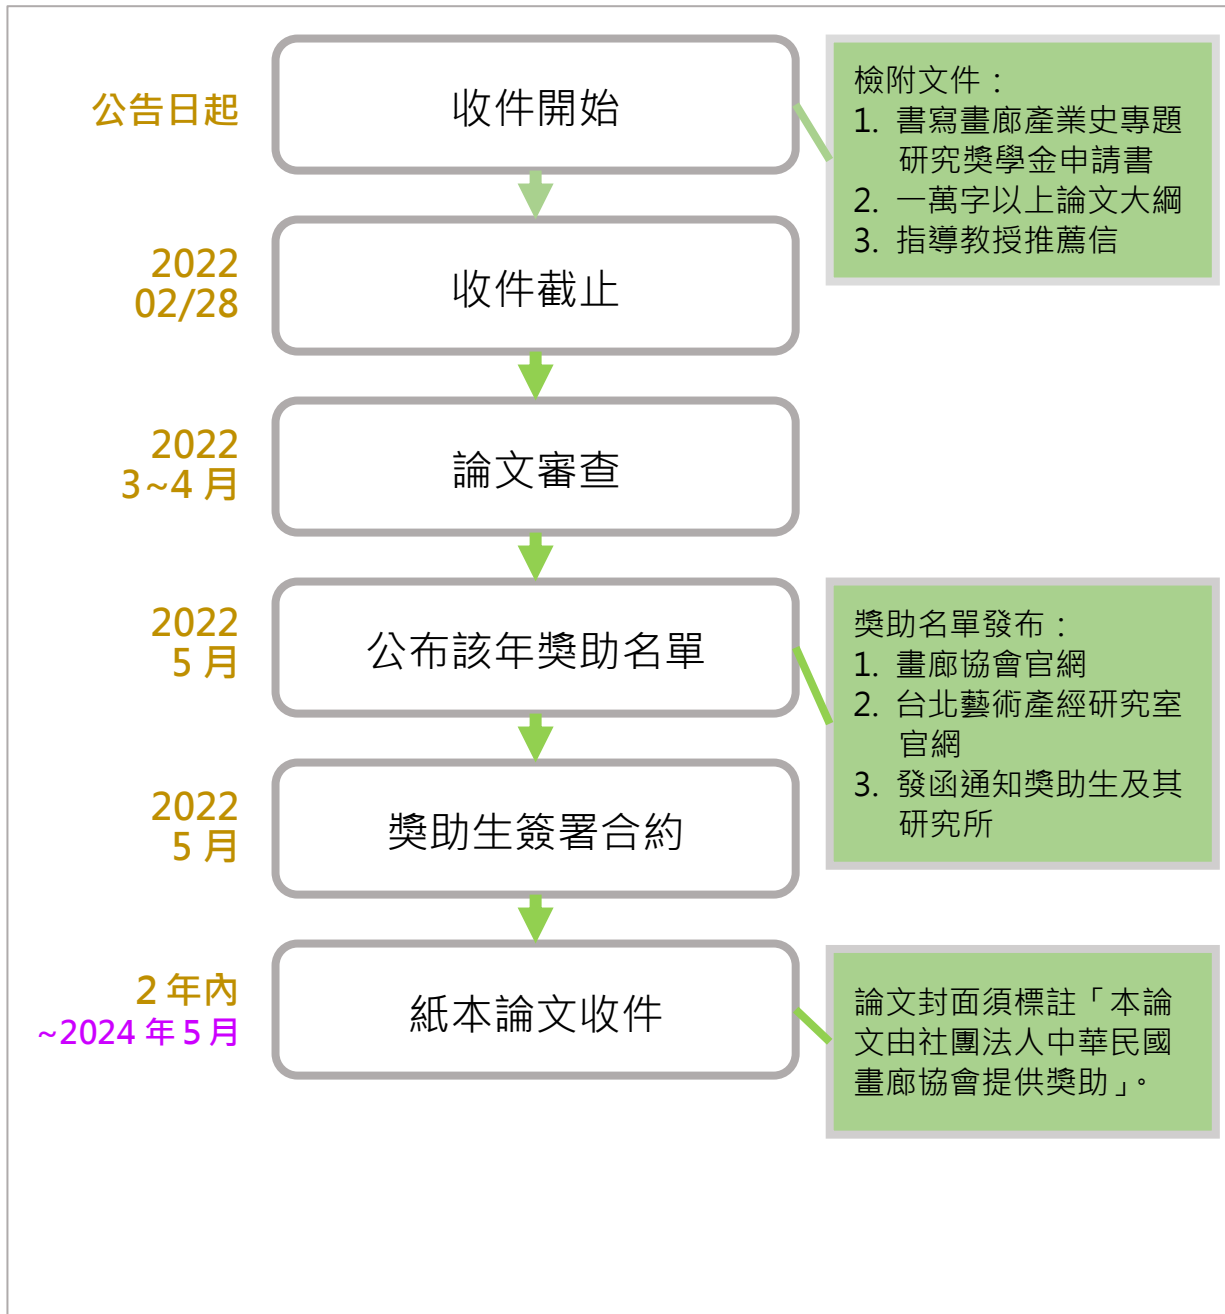 公告日起
收件開始
檢附文件：
1. 書寫畫廊產業史專題
研究獎學金申請書
2. 一萬字以上論文大綱
3. 指導教授推薦信
2022
02/28
收件截止
2022
3~4 月
論文審查
2022
5 月
公布該年獎助名單
獎助名單發布：
1. 畫廊協會官網
2. 台北藝術產經研究室
官網
3. 發函通知獎助生及其
研究所
2022
5 月
獎助生簽署合約
2 年內
~2024 年 5 月
紙本論文收件
論文封面須標註「本論
文由社團法人中華民國
畫廊協會提供獎助」。